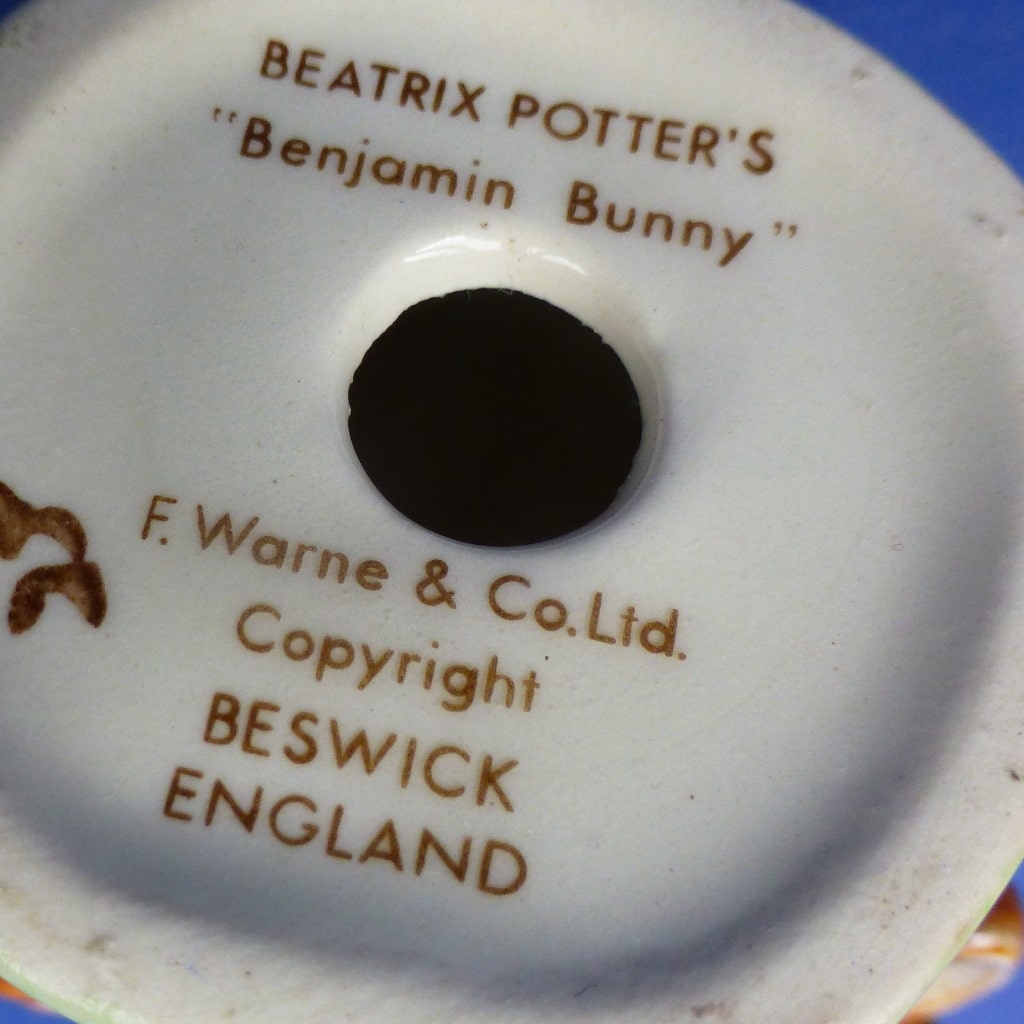 BEATRIX POTTER'S
"Benjamin Bunny"
F. Warne & Co. Ltd.
Copyright
BESWICK
ENGLAND